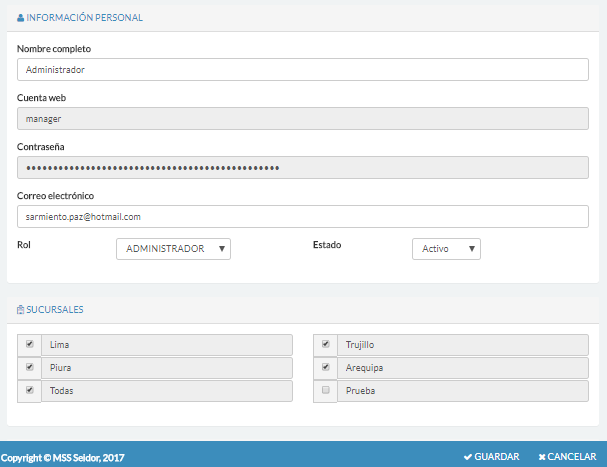 INFORMACIÓN PERSONAL
Nombre completo
Administrador
Cuenta web
manager
Contraseña
Correo electrónico
sarmiento.paz@hotmail.com
Rol ADMINISTRADOR Estado Activo
SUCURSALES
Lima Trujillo
Piura Arequipa
Todas Prueba
Copyright © MSS Seidor, 2017 GUARDAR CANCELAR